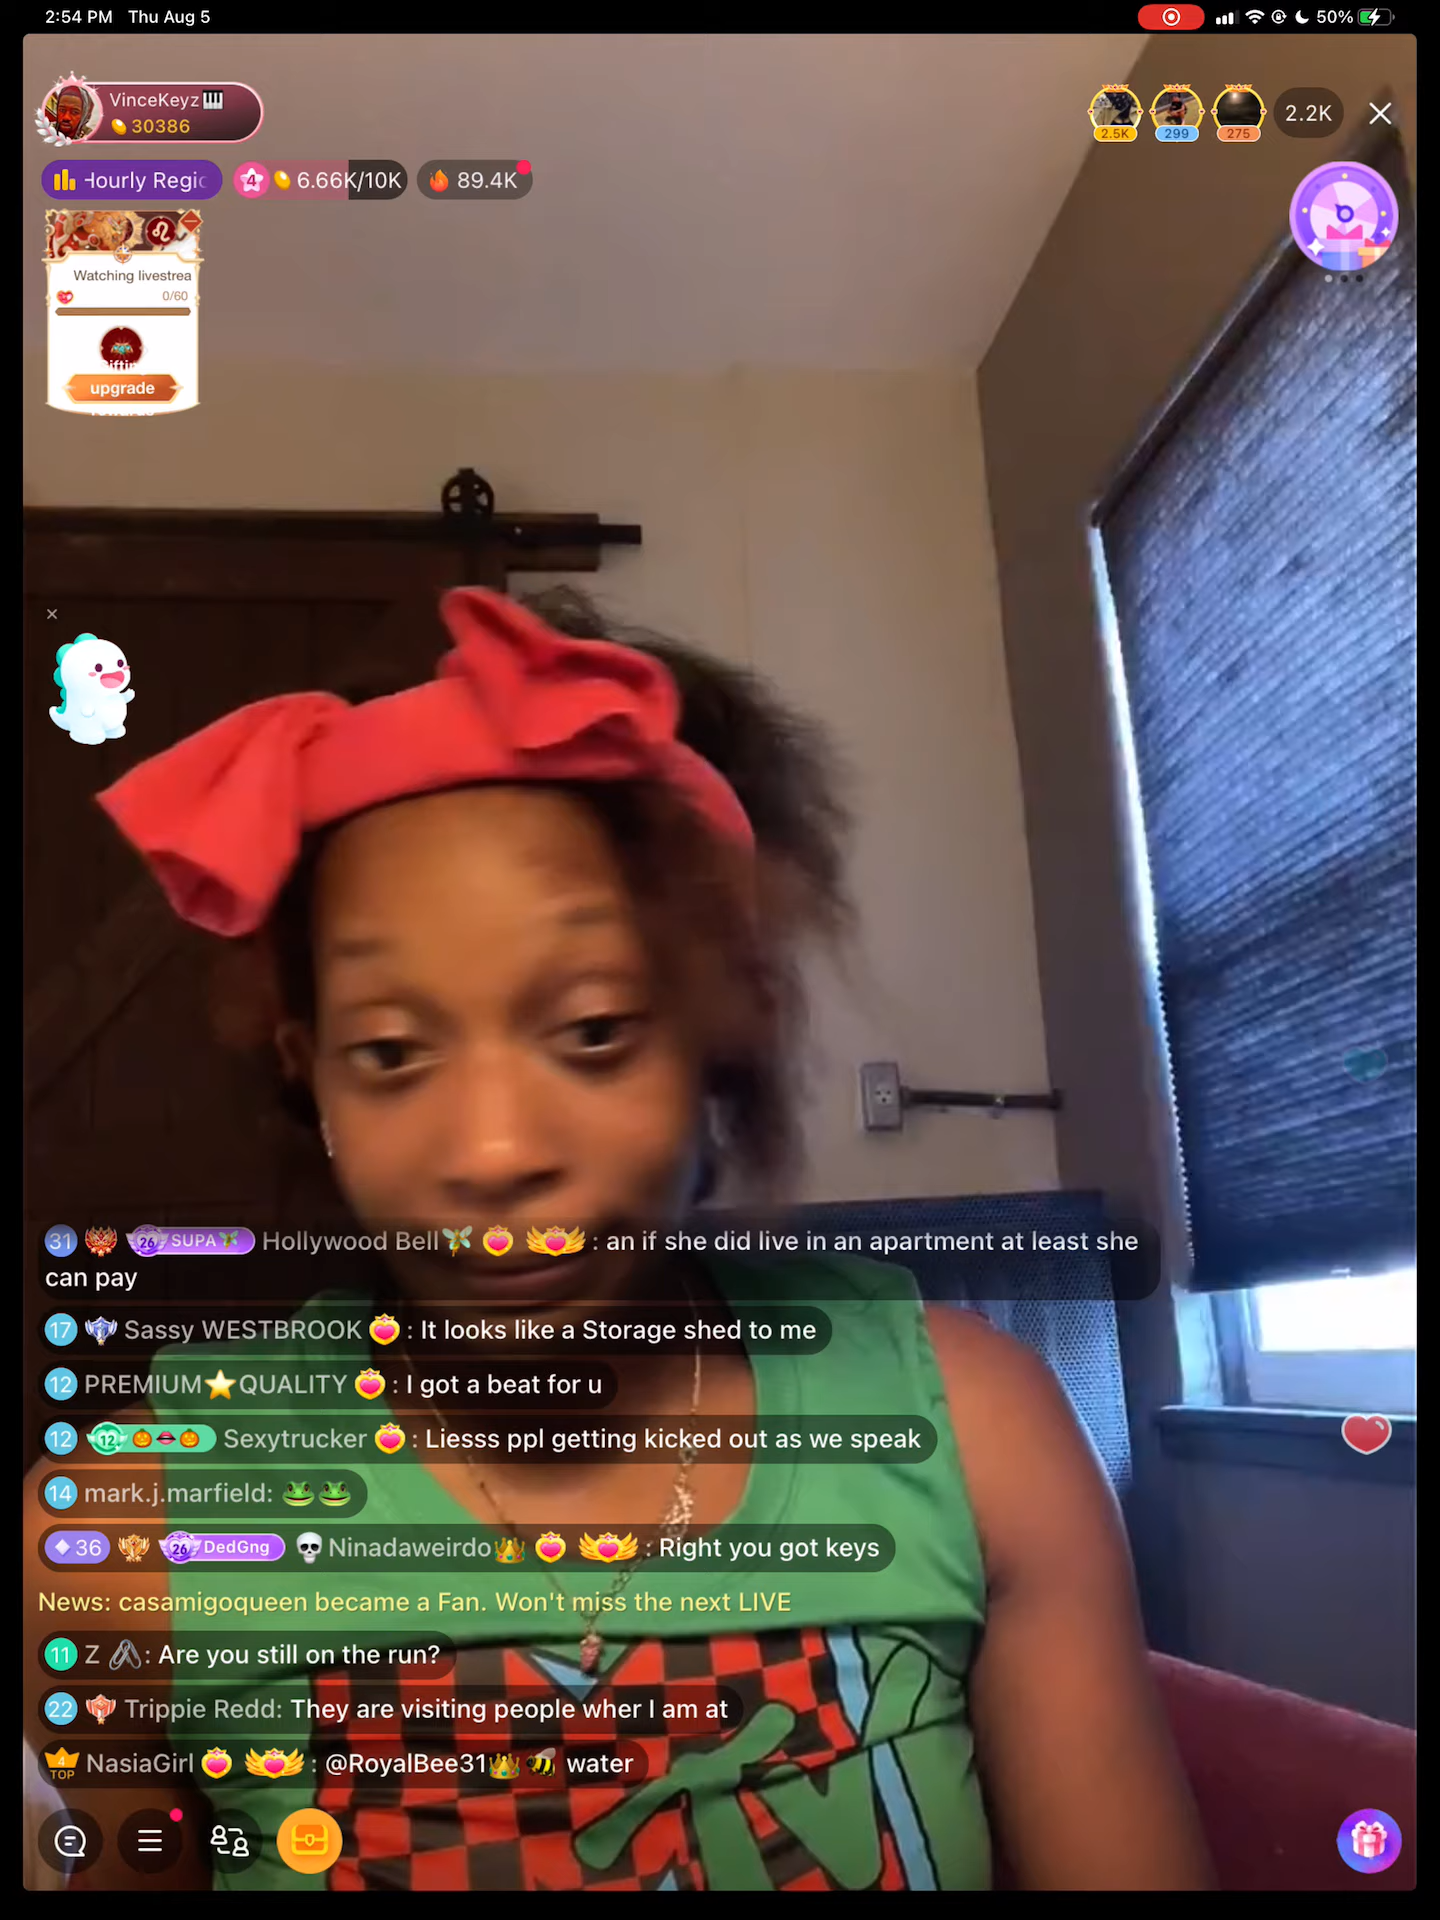 2:54 PM Thu Aug 5
50%
VinceKeyz🎹
30386
2.5K 299 275 2.2K
Hourly Regic 4 6.66K/10K 89.4K
Watching livestrea
0/60
upgrade
31 26 SUPA🧚 Hollywood Bell🧚 : an if she did live in an apartment at least she
can pay
17 Sassy WESTBROOK : It looks like a Storage shed to me
12 PREMIUM⭐QUALITY : I got a beat for u
12 12 🎃👄🎃 Sexytrucker : Liesss ppl getting kicked out as we speak
14 mark.j.marfield: 🐸🐸
36 26 DedGng 💀Ninadaweirdo👑 : Right you got keys
News: casamigoqueen became a Fan. Won't miss the next LIVE
11 Z 🖇: Are you still on the run?
22 Trippie Redd: They are visiting people wher I am at
4 TOP NasiaGirl : @RoyalBee31👑🐝 water